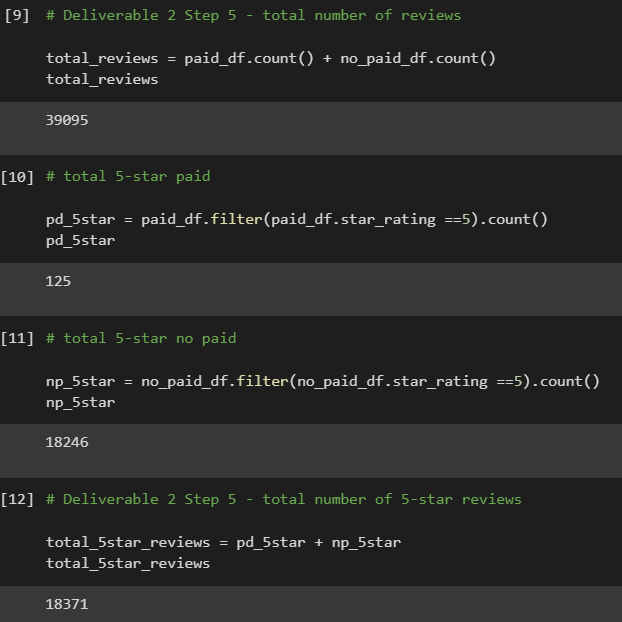 [9] # Deliverable 2 Step 5 - total number of reviews
total_reviews = paid_df.count() + no_paid_df.count()
total_reviews
39095
[10] # total 5-star paid
pd_5star = paid_df.filter(paid_df.star_rating ==5).count()
pd_5star
125
[11] # total 5-star no paid
np_5star = no_paid_df.filter(no_paid_df.star_rating ==5).count()
np_5star
18246
[12] # Deliverable 2 Step 5 - total number of 5-star reviews
total_5star_reviews = pd_5star + np_5star
total_5star_reviews
18371